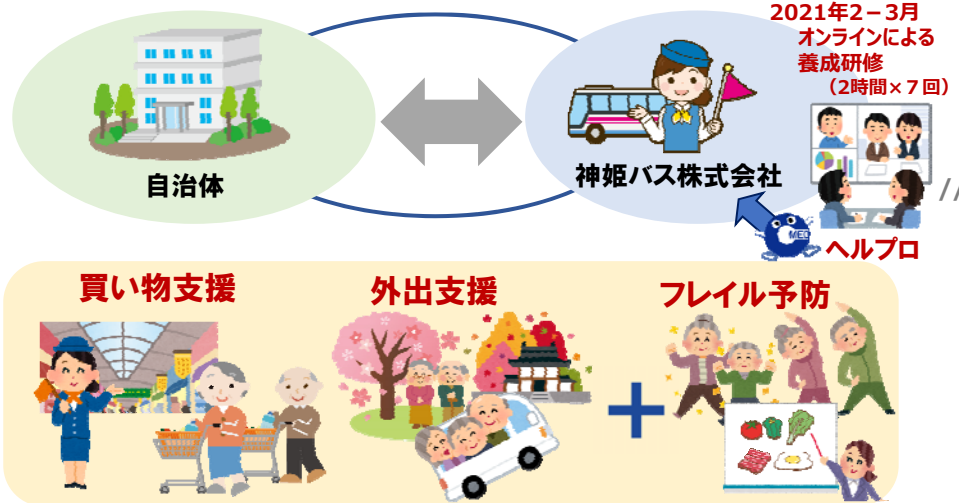 2021年2－3月
オンラインによる
養成研修
（2時間×７回）
自治体
神姫バス株式会社
MED
//
ヘルプロ
買い物支援
外出支援
フレイル予防
+